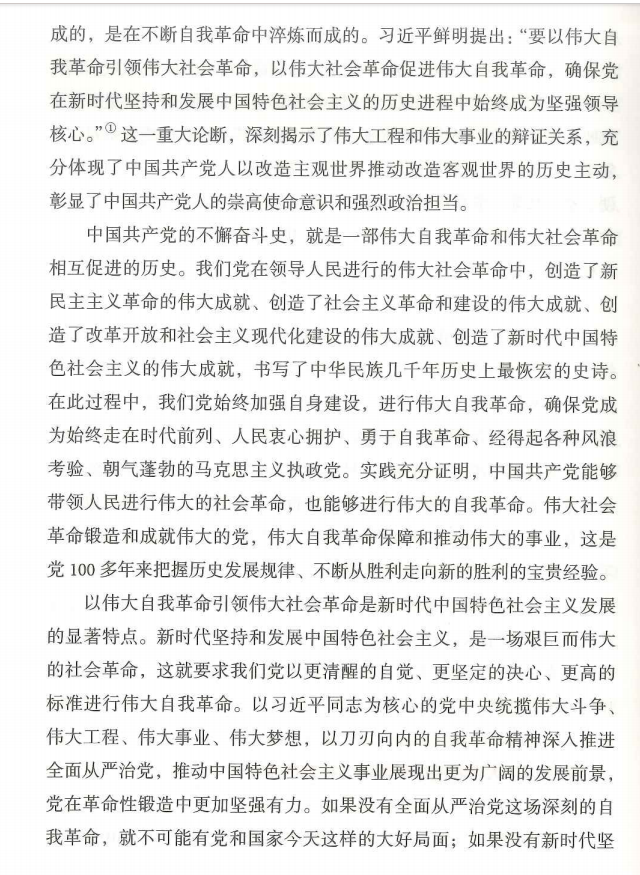 成的，是在不断自我革命中淬炼而成的。习近平鲜明提出：“要以伟大自
我革命引领伟大社会革命，以伟大社会革命促进伟大自我革命，确保党
在新时代坚持和发展中国特色社会主义的历史进程中始终成为坚强领导
核心。”①这一重大论断，深刻揭示了伟大工程和伟大事业的辩证关系，充
分体现了中国共产党人以改造主观世界推动改造客观世界的历史主动，
彰显了中国共产党人的崇高使命意识和强烈政治担当。
中国共产党的不懈奋斗史，就是一部伟大自我革命和伟大社会革命
相互促进的历史。我们党在领导人民进行的伟大社会革命中，创造了新
民主主义革命的伟大成就、创造了社会主义革命和建设的伟大成就、创
造了改革开放和社会主义现代化建设的伟大成就、创造了新时代中国特
色社会主义的伟大成就，书写了中华民族几千年历史上最恢宏的史诗。
在此过程中，我们党始终加强自身建设，进行伟大自我革命，确保党成
为始终走在时代前列、人民衷心拥护、勇于自我革命、经得起各种风浪
考验、朝气蓬勃的马克思主义执政党。实践充分证明，中国共产党能够
带领人民进行伟大的社会革命，也能够进行伟大的自我革命。伟大社会
革命锻造和成就伟大的党，伟大自我革命保障和推动伟大的事业，这是
党 100 多年来把握历史发展规律、不断从胜利走向新的胜利的宝贵经验。
以伟大自我革命引领伟大社会革命是新时代中国特色社会主义发展
的显著特点。新时代坚持和发展中国特色社会主义，是一场艰巨而伟大
的社会革命，这就要求我们党以更清醒的自觉、更坚定的决心、更高的
标准进行伟大自我革命。以习近平同志为核心的党中央统揽伟大斗争、
伟大工程、伟大事业、伟大梦想，以刀刃向内的自我革命精神深入推进
全面从严治党，推动中国特色社会主义事业展现出更为广阔的发展前景，
党在革命性锻造中更加坚强有力。如果没有全面从严治党这场深刻的自
我革命，就不可能有党和国家今天这样的大好局面；如果没有新时代坚